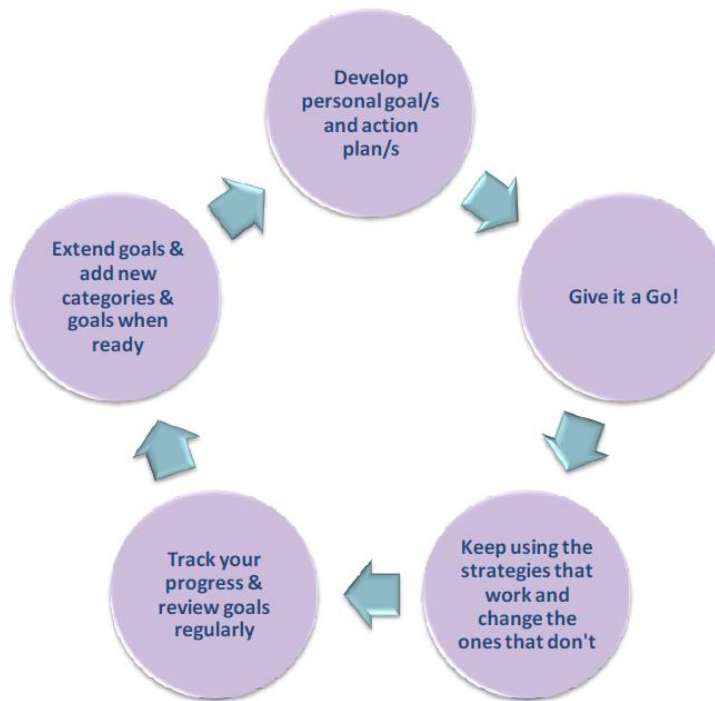 Develop
personal goal/s
and action
plan/s
Give it a Go!
Keep using the
strategies that
work and
change the
ones that don't
Track your
progress &
review goals
regularly
Extend goals &
add new
categories &
goals when
ready